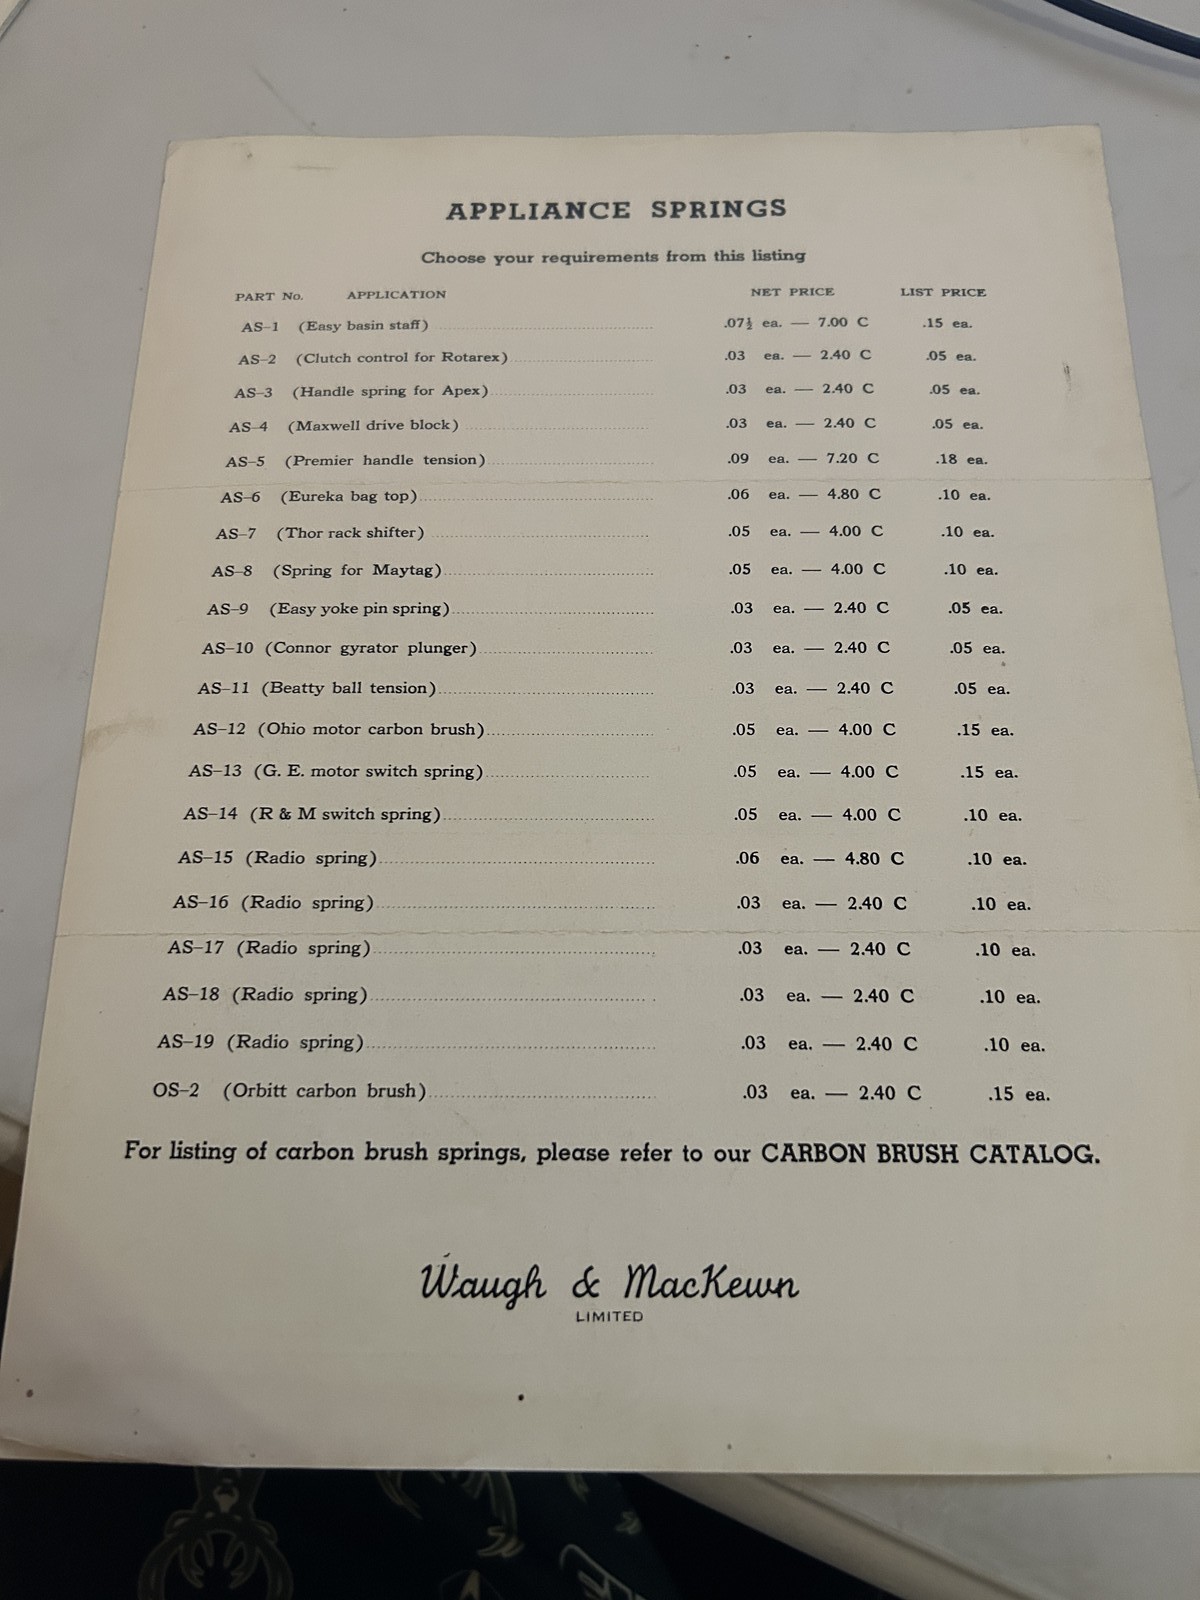 APPLIANCE SPRINGS
Choose your requirements from this listing
PART No. APPLICATION NET PRICE LIST PRICE
AS-1 (Easy basin staff) .07½ ea. — 7.00 C .15 ea.
AS-2 (Clutch control for Rotarex) .03 ea. — 2.40 C .05 ea.
AS-3 (Handle spring for Apex) .03 ea. — 2.40 C .05 ea.
AS-4 (Maxwell drive block) .03 ea. — 2.40 C .05 ea.
AS-5 (Premier handle tension) .09 ea. — 7.20 C .18 ea.
AS-6 (Eureka bag top) .06 ea. — 4.80 C .10 ea.
AS-7 (Thor rack shifter) .05 ea. — 4.00 C .10 ea.
AS-8 (Spring for Maytag) .05 ea. — 4.00 C .10 ea.
AS-9 (Easy yoke pin spring) .03 ea. — 2.40 C .05 ea.
AS-10 (Connor gyrator plunger) .03 ea. — 2.40 C .05 ea.
AS-11 (Beatty ball tension) .03 ea. — 2.40 C .05 ea.
AS-12 (Ohio motor carbon brush) .05 ea. — 4.00 C .15 ea.
AS-13 (G. E. motor switch spring) .05 ea. — 4.00 C .15 ea.
AS-14 (R & M switch spring) .05 ea. — 4.00 C .10 ea.
AS-15 (Radio spring) .06 ea. — 4.80 C .10 ea.
AS-16 (Radio spring) .03 ea. — 2.40 C .10 ea.
AS-17 (Radio spring) .03 ea. — 2.40 C .10 ea.
AS-18 (Radio spring) .03 ea. — 2.40 C .10 ea.
AS-19 (Radio spring) .03 ea. — 2.40 C .10 ea.
OS-2 (Orbitt carbon brush) .03 ea. — 2.40 C .15 ea.
For listing of carbon brush springs, please refer to our CARBON BRUSH CATALOG.
Waugh & MacKewn
LIMITED